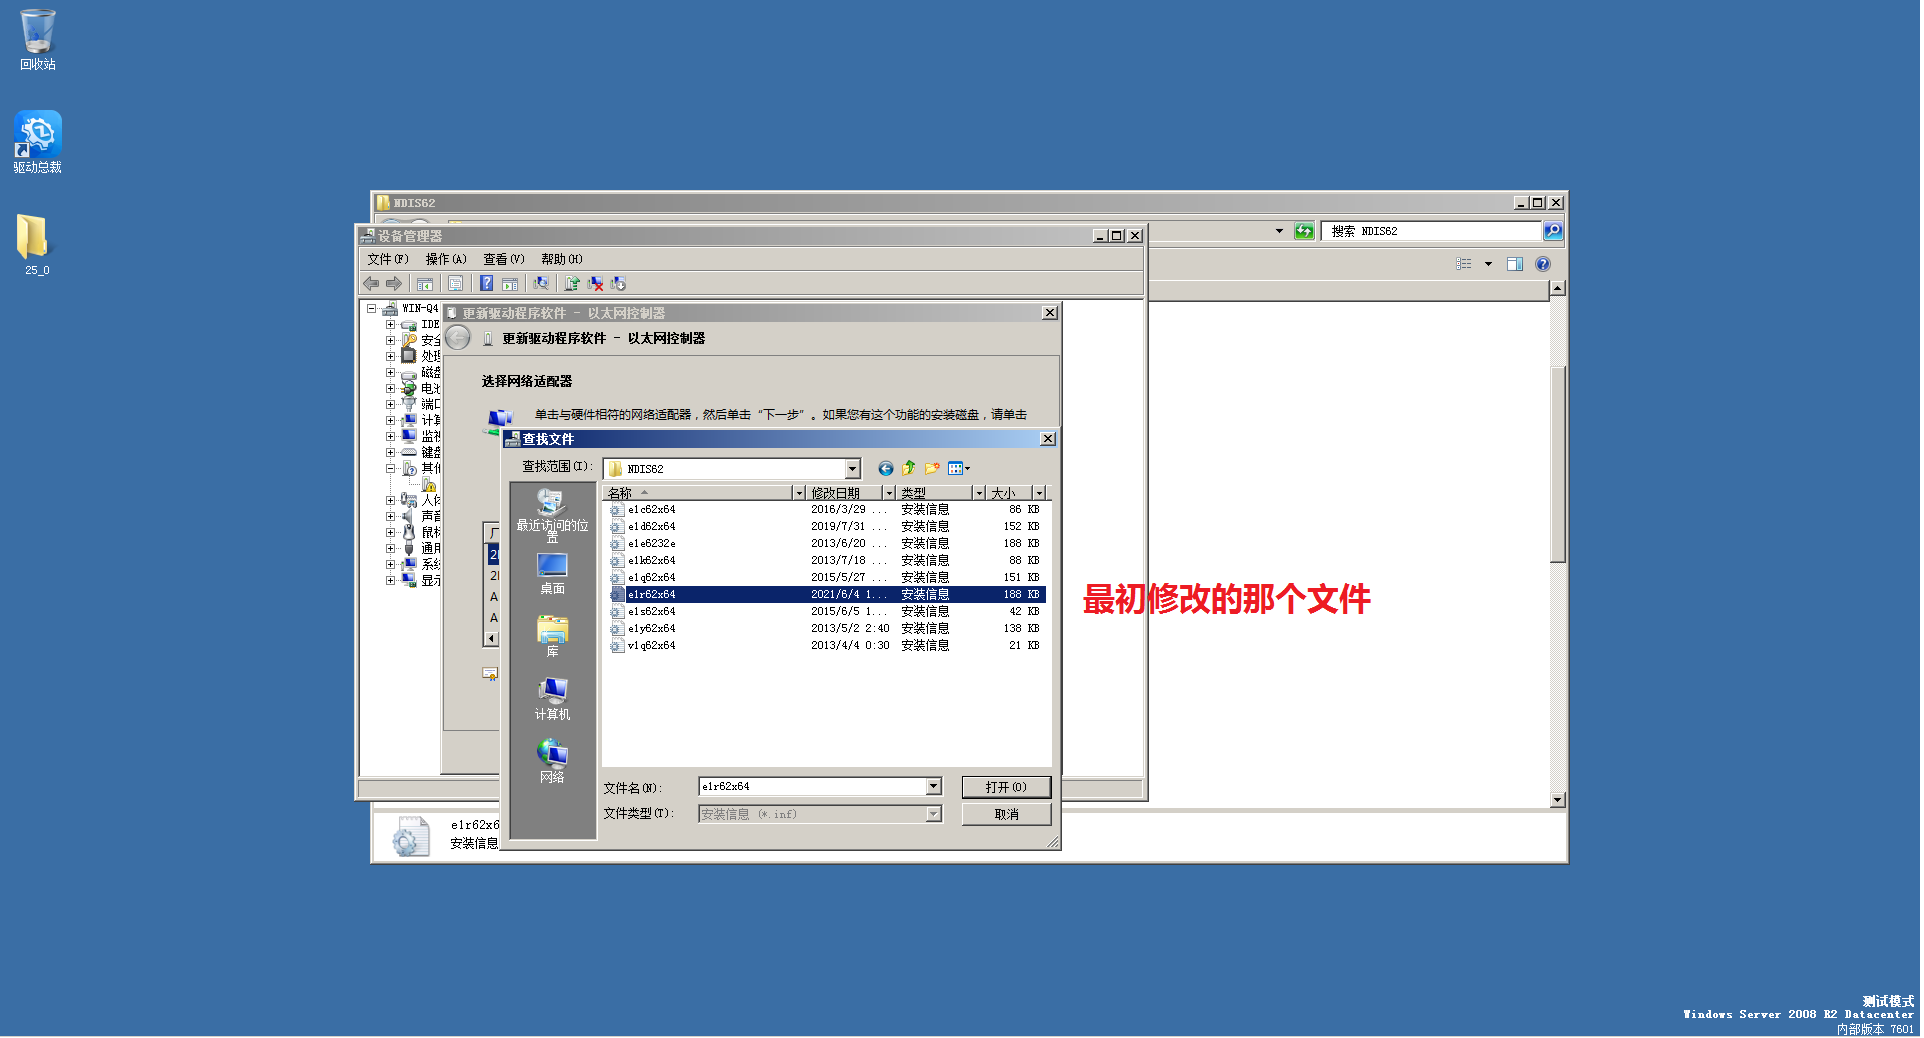 回收站
驱动总裁
25_0
NDIS62
搜索 NDIS62
设备管理器
文件(F) 操作(A) 查看(V) 帮助(H)
WIN-Q4
IDE
安全
处理
磁盘
电池
端口
计算
监视
键盘
其他
人体
声音
鼠标
通用
系统
显示
更新驱动程序软件 - 以太网控制器
更新驱动程序软件 - 以太网控制器
选择网络适配器
单击与硬件相符的网络适配器，然后单击“下一步”。如果您有这个功能的安装磁盘，请单击
查找文件
查找范围(I): NDIS62
最近访问的位置
桌面
库
计算机
网络
名称 修改日期 类型 大小
e1c62x64 2016/3/29 ... 安装信息 86 KB
e1d62x64 2019/7/31 ... 安装信息 152 KB
e1e6232e 2013/6/20 ... 安装信息 188 KB
e1k62x64 2013/7/18 ... 安装信息 88 KB
e1q62x64 2015/5/27 ... 安装信息 151 KB
e1r62x64 2021/6/4 1... 安装信息 188 KB
e1s62x64 2015/6/5 1... 安装信息 42 KB
e1y62x64 2013/5/2 2:40 安装信息 138 KB
v1q62x64 2013/4/4 0:30 安装信息 21 KB
最初修改的那个文件
文件名(N): e1r62x64 打开(O)
文件类型(T): 安装信息 (*.inf) 取消
e1r62x6
安装信息
测试模式
Windows Server 2008 R2 Datacenter
内部版本 7601